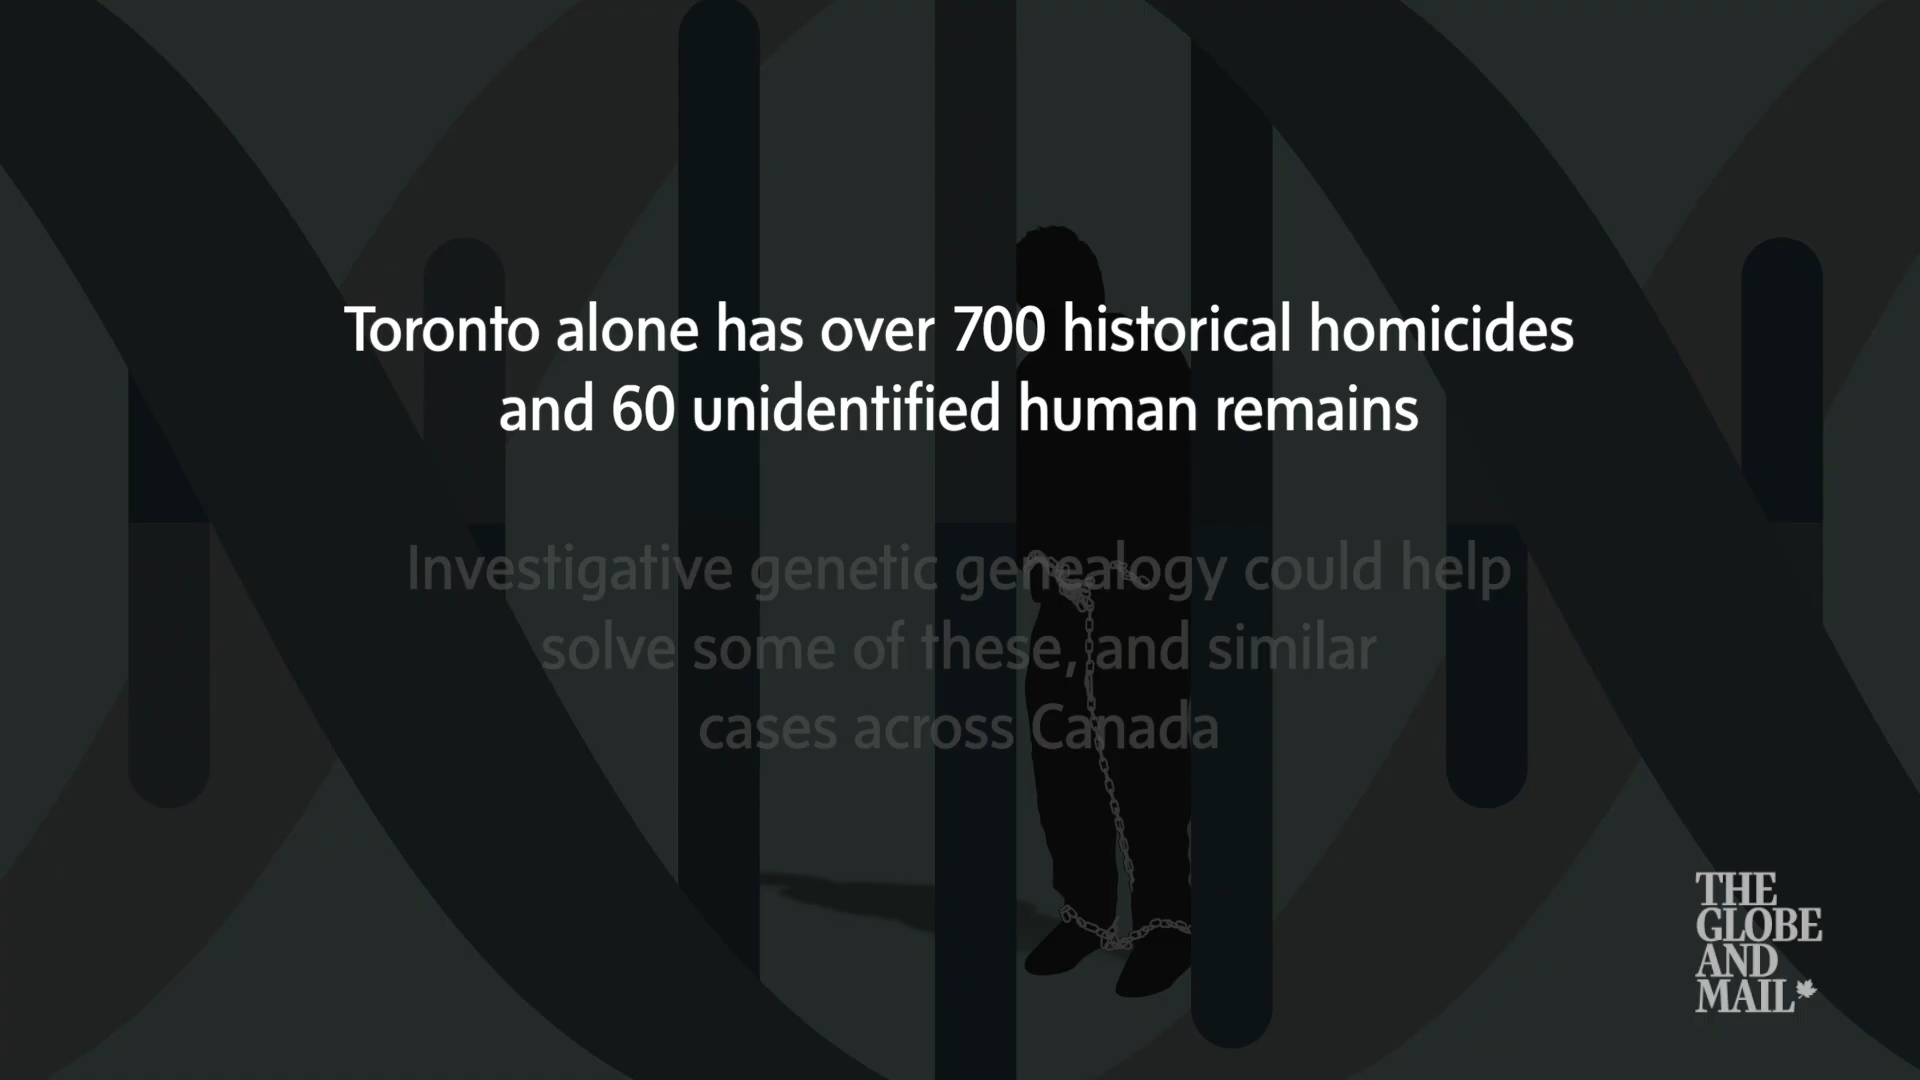 Toronto alone has over 700 historical homicides
and 60 unidentified human remains
Investigative genetic genealogy could help
solve some of these, and similar
cases across Canada
THE
GLOBE
AND
MAIL